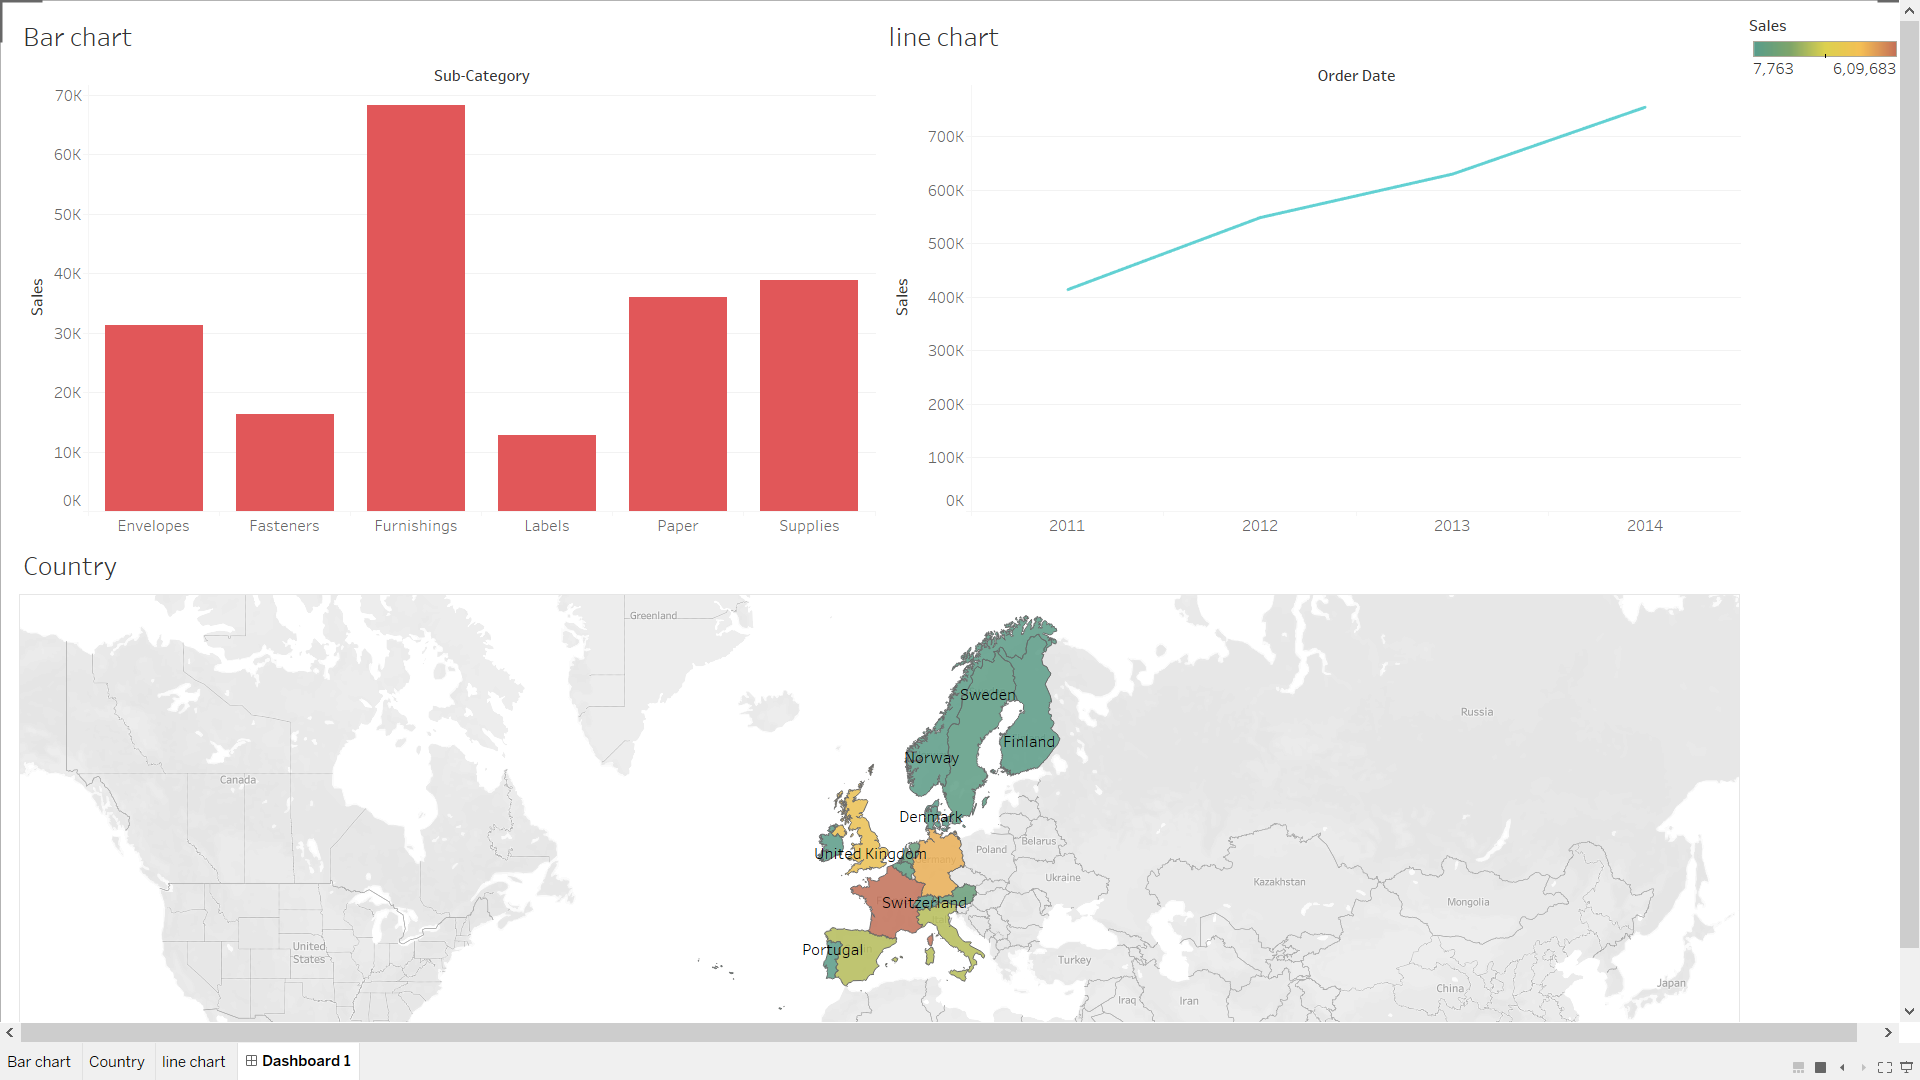 Bar chart
line chart
Sales
7,763
6,09,683
Sub-Category
70K
60K
50K
40K
30K
20K
10K
0K
Sales
Envelopes
Fasteners
Furnishings
Labels
Paper
Supplies
Order Date
700K
600K
500K
400K
300K
200K
100K
0K
Sales
2011
2012
2013
2014
Country
Greenland
Sweden
Russia
Finland
Norway
Canada
Denmark
Belarus
Poland
United Kingdom
Ukraine
Kazakhstan
Switzerland
Mongolia
United
States
Portugal
Turkey
China
Japan
Iraq
Iran
Bar chart
Country
line chart
Dashboard 1